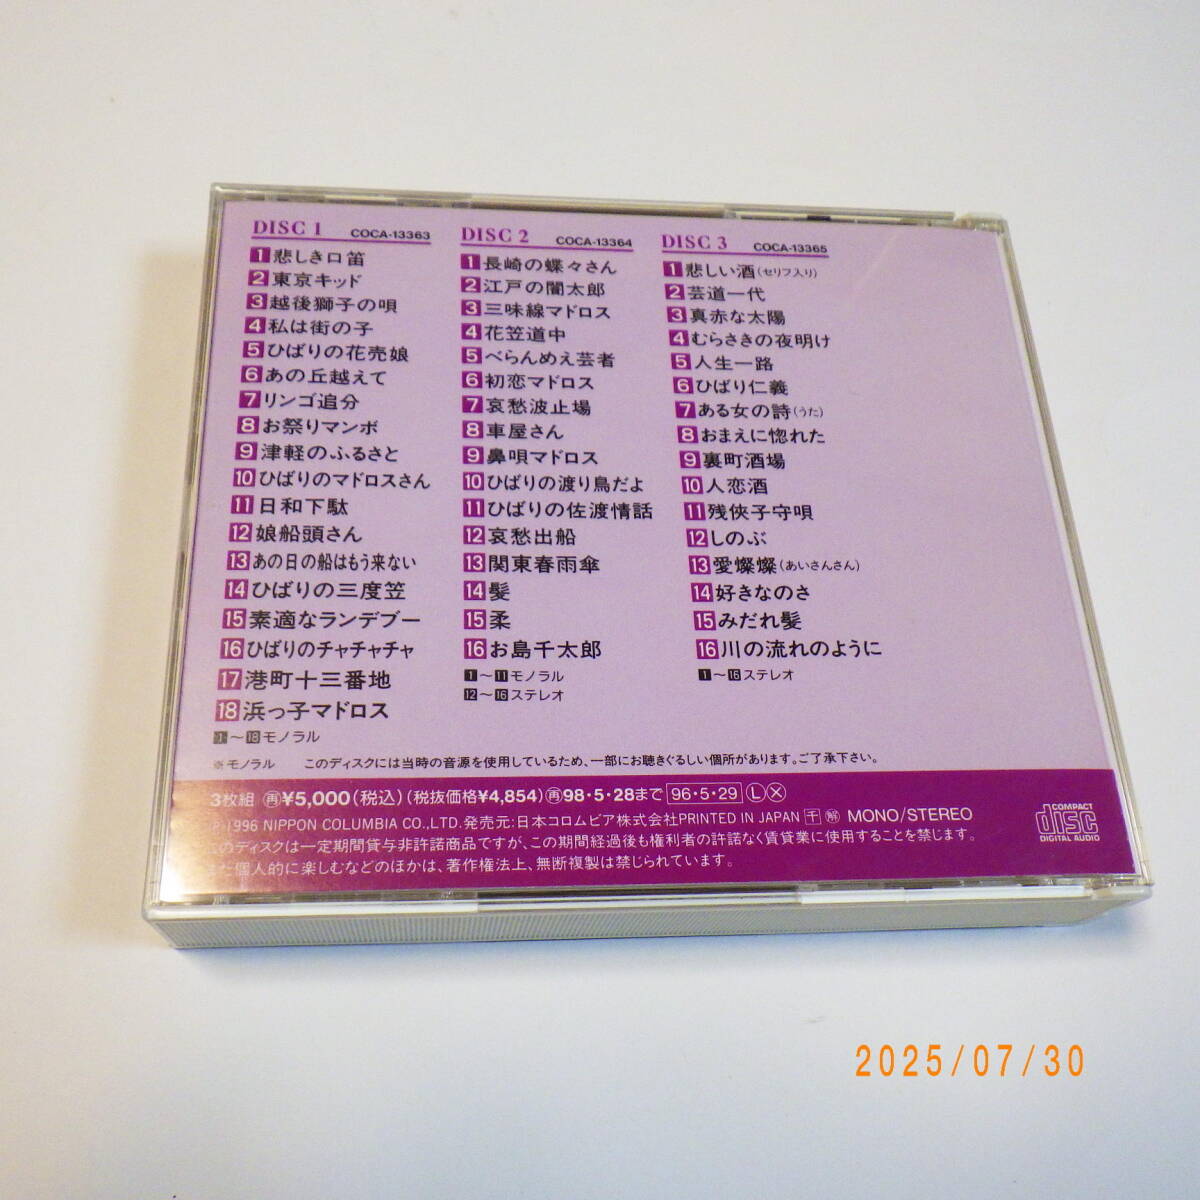 DISC 1 COCA-13363
1 悲しき口笛
2 東京キッド
3 越後獅子の唄
4 私は街の子
5 ひばりの花売娘
6 あの丘越えて
7 リンゴ追分
8 お祭りマンボ
9 津軽のふるさと
10 ひばりのマドロスさん
11 日和下駄
12 娘船頭さん
13 あの日の船はもう来ない
14 ひばりの三度笠
15 素適なランデブー
16 ひばりのチャチャチャ
17 港町十三番地
18 浜っ子マドロス
1～18モノラル
DISC 2 COCA-13364
1 長崎の蝶々さん
2 江戸の闇太郎
3 三味線マドロス
4 花笠道中
5 べらんめえ芸者
6 初恋マドロス
7 哀愁波止場
8 車屋さん
9 鼻唄マドロス
10 ひばりの渡り鳥だよ
11 ひばりの佐渡情話
12 哀愁出船
13 関東春雨傘
14 髪
15 柔
16 お島千太郎
1～11モノラル
12～16ステレオ
DISC 3 COCA-13365
1 悲しい酒(セリフ入り)
2 芸道一代
3 真赤な太陽
4 むらさきの夜明け
5 人生一路
6 ひばり仁義
7 ある女の詩(うた)
8 おまえに惚れた
9 裏町酒場
10 人恋酒
11 残侠子守唄
12 しのぶ
13 愛燦燦(あいさんさん)
14 好きなのさ
15 みだれ髪
16 川の流れのように
1～16ステレオ
※モノラル このディスクには当時の音源を使用しているため、一部にお聴きぐるしい個所があります。ご了承下さい。
3枚組 再¥5,000(税込)(税抜価格¥4,854)再98・5・28まで 96・5・29 L X
℗1996 NIPPON COLUMBIA CO.,LTD.発売元:日本コロムビア株式会社PRINTED IN JAPAN 千 解 MONO/STEREO
このディスクは一定期間貸与非許諾商品ですが、この期間経過後も権利者の許諾なく賃貸業に使用することを禁じます。
また個人的に楽しむなどのほかは、著作権法上、無断複製は禁じられています。
COMPACT
disc
DIGITAL AUDIO
2025/07/30